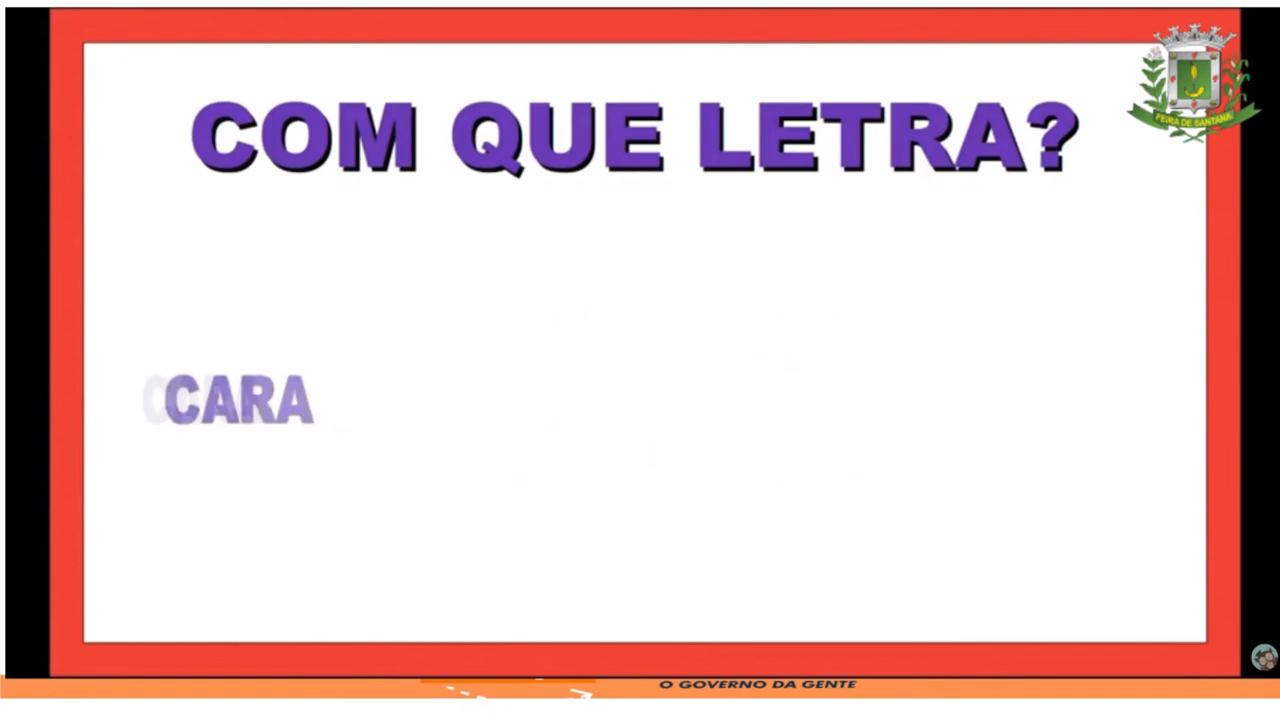 COM QUE LETRA?
FEIRA DE SANTANA
CARA
O GOVERNO DA GENTE